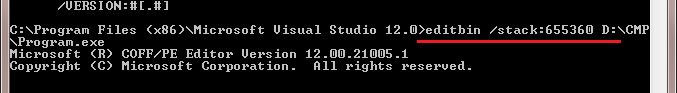 /VERSION:#[.#]
C:\Program Files (x86)\Microsoft Visual Studio 12.0>editbin /stack:655360 D:\CMP
\Program.exe
Microsoft (R) COFF/PE Editor Version 12.00.21005.1
Copyright (C) Microsoft Corporation.  All rights reserved.